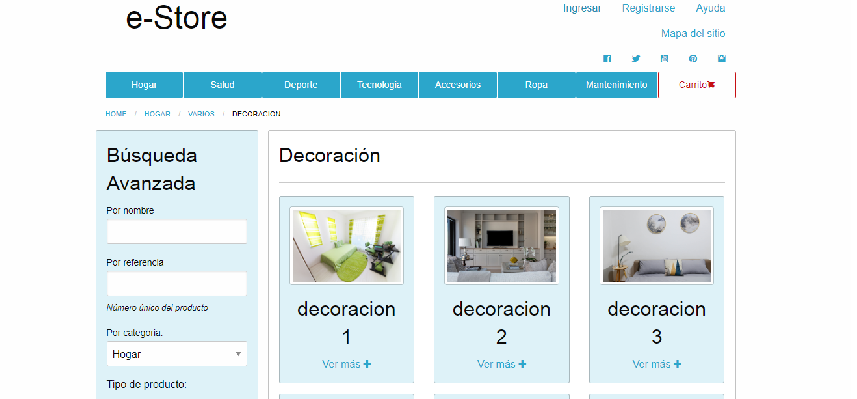 e-Store
Ingresar Registrarse Ayuda
Mapa del sitio
Hogar Salud Deporte Tecnologia Accesorios Ropa Mantenimiento Carrito
HOME / HOGAR / VARIOS / DECORACION
Búsqueda
Avanzada
Por nombre
Por referencia
Número único del producto
Por categoria:
Hogar
Tipo de producto:
Decoración
decoracion
1
Ver más +
decoracion
2
Ver más +
decoracion
3
Ver más +